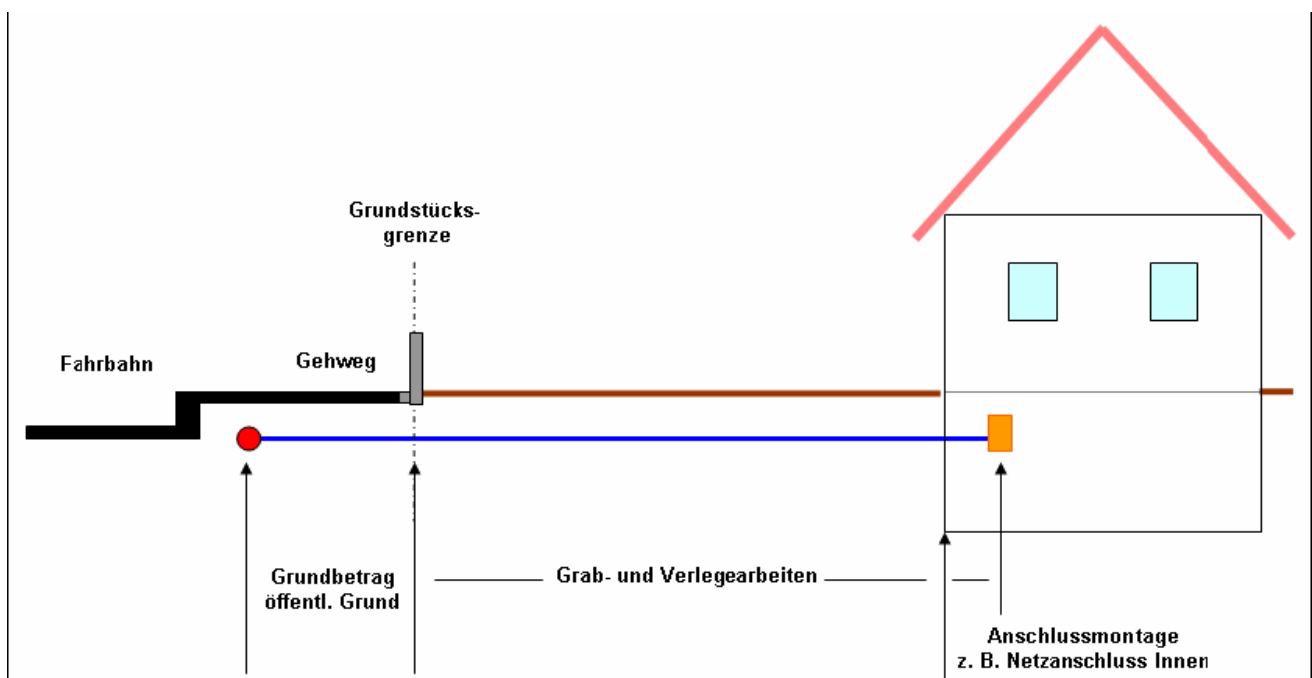 Grundstücks-
grenze
Fahrbahn
Gehweg
Grundbetrag
öffentl. Grund
Grab- und Verlegearbeiten
Anschlussmontage
z. B. Netzanschluss Innen